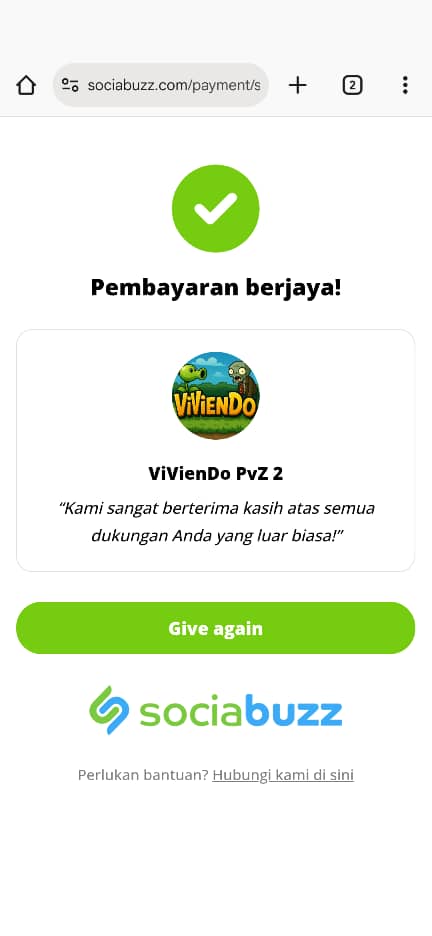 sociabuzz.com/payment/s
2
Pembayaran berjaya!
ViViENDO
ViVienDo PvZ 2
“Kami sangat berterima kasih atas semua
dukungan Anda yang luar biasa!”
Give again
sociabuzz
Perlukan bantuan? Hubungi kami di sini